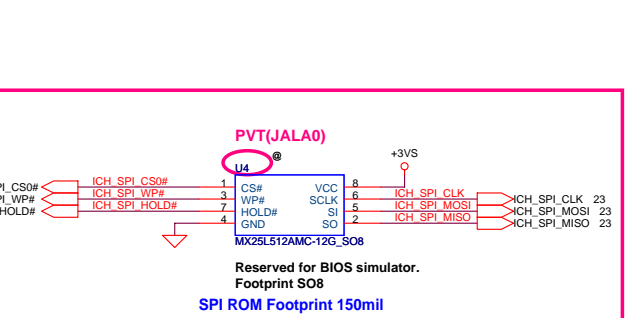 PVT(JALA0)
@
+3VS
U4
PI_CS0# ICH_SPI_CS0# 1 CS# VCC 8
PI_WP# ICH_SPI_WP# 3 WP# SCLK 6 ICH_SPI_CLK ICH_SPI_CLK 23
HOLD# ICH_SPI_HOLD# 7 HOLD# SI 5 ICH_SPI_MOSI ICH_SPI_MOSI 23
4 GND SO 2 ICH_SPI_MISO ICH_SPI_MISO 23
MX25L512AMC-12G_SO8
Reserved for BIOS simulator.
Footprint SO8
SPI ROM Footprint 150mil